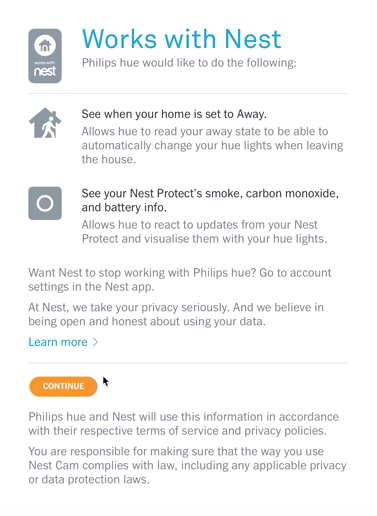 Works with Nest
works with
nest
Philips hue would like to do the following:
See when your home is set to Away.
Allows hue to read your away state to be able to
automatically change your hue lights when leaving
the house.
See your Nest Protect's smoke, carbon monoxide,
and battery info.
Allows hue to react to updates from your Nest
Protect and visualise them with your hue lights.
Want Nest to stop working with Philips hue? Go to account
settings in the Nest app.
At Nest, we take your privacy seriously. And we believe in
being open and honest about using your data.
Learn more
CONTINUE
Philips hue and Nest will use this information in accordance
with their respective terms of service and privacy policies.
You are responsible for making sure that the way you use
Nest Cam complies with law, including any applicable privacy
or data protection laws.